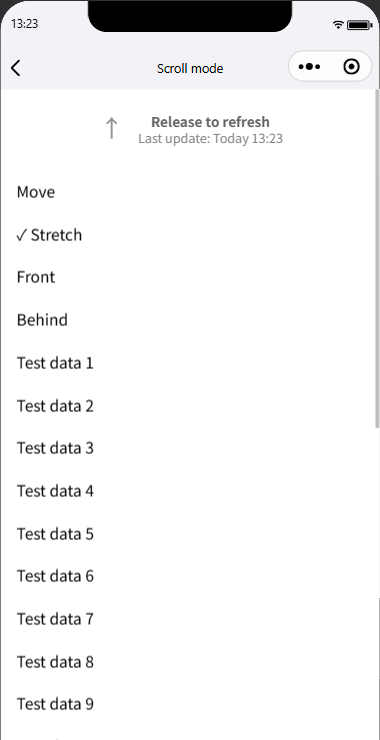 13:23
Scroll mode
Release to refresh
Last update: Today 13:23
Move
✓ Stretch
Front
Behind
Test data 1
Test data 2
Test data 3
Test data 4
Test data 5
Test data 6
Test data 7
Test data 8
Test data 9